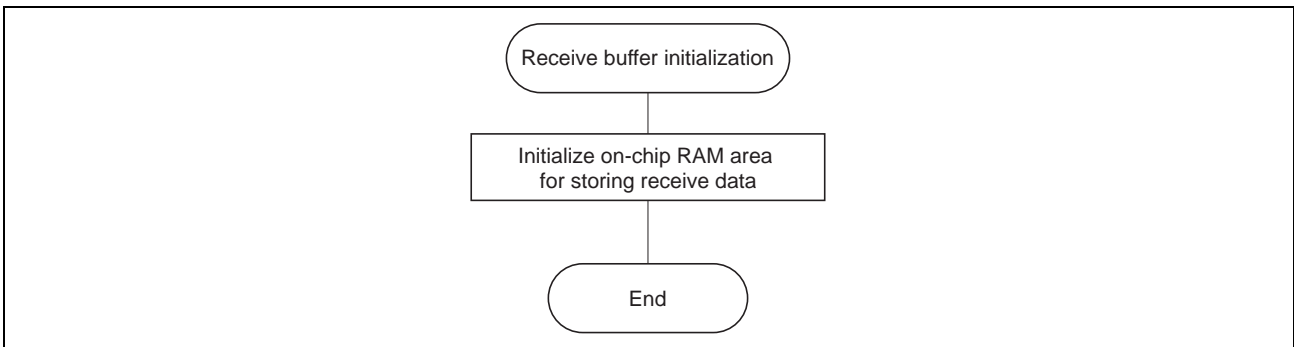 Receive buffer initialization
Initialize on-chip RAM area
for storing receive data
End